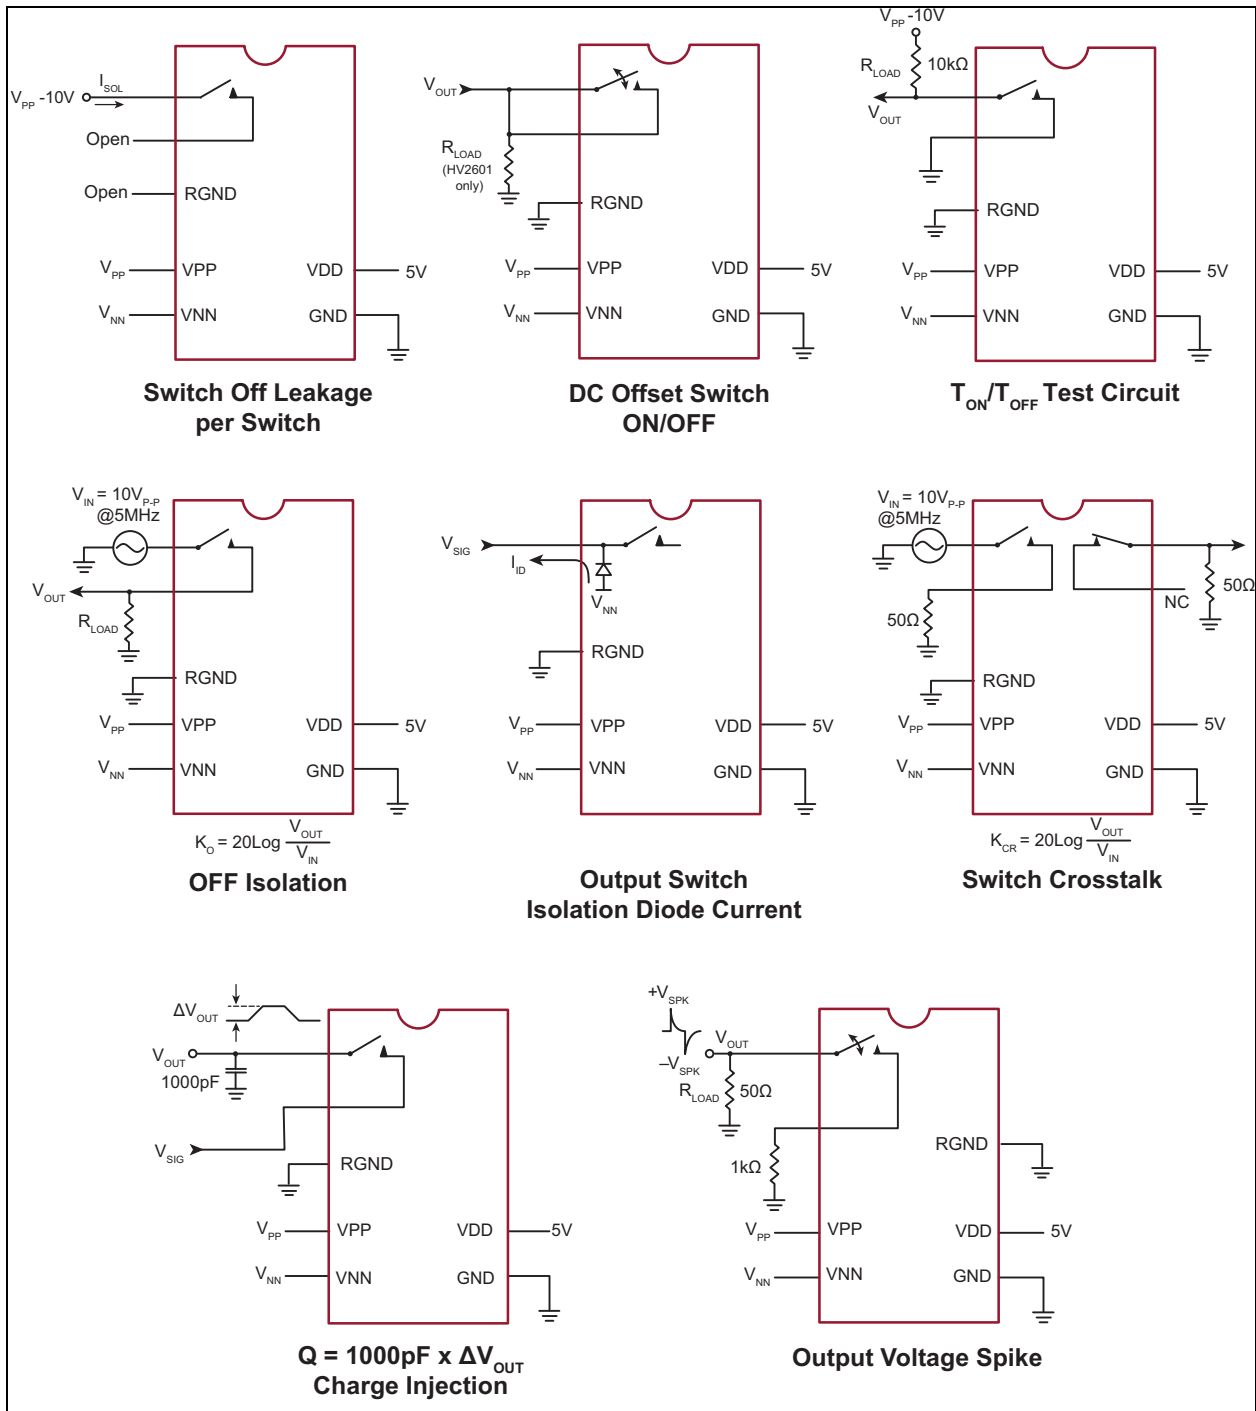 I_SOL
V_PP -10V
Open
Open
RGND
V_PP
VPP
VDD
5V
V_NN
VNN
GND
Switch Off Leakage
per Switch
V_OUT
R_LOAD
(HV2601
only)
RGND
V_PP
VPP
VDD
5V
V_NN
VNN
GND
DC Offset Switch
ON/OFF
V_PP -10V
R_LOAD
10kΩ
V_OUT
RGND
V_PP
VPP
VDD
5V
V_NN
VNN
GND
T_ON/T_OFF Test Circuit
V_IN = 10V_P-P
@5MHz
V_OUT
R_LOAD
RGND
V_PP
VPP
VDD
5V
V_NN
VNN
GND
K_O = 20Log V_OUT
V_IN
OFF Isolation
V_SIG
I_ID
V_NN
RGND
V_PP
VPP
VDD
5V
V_NN
VNN
GND
Output Switch
Isolation Diode Current
V_IN = 10V_P-P
@5MHz
50Ω
NC
50Ω
RGND
V_PP
VPP
VDD
5V
V_NN
VNN
GND
K_CR = 20Log V_OUT
V_IN
Switch Crosstalk
ΔV_OUT
V_OUT
1000pF
V_SIG
RGND
V_PP
VPP
VDD
5V
V_NN
VNN
GND
Q = 1000pF x ΔV_OUT
Charge Injection
+V_SPK
V_OUT
–V_SPK
R_LOAD
50Ω
1kΩ
RGND
V_PP
VPP
VDD
5V
V_NN
VNN
GND
Output Voltage Spike